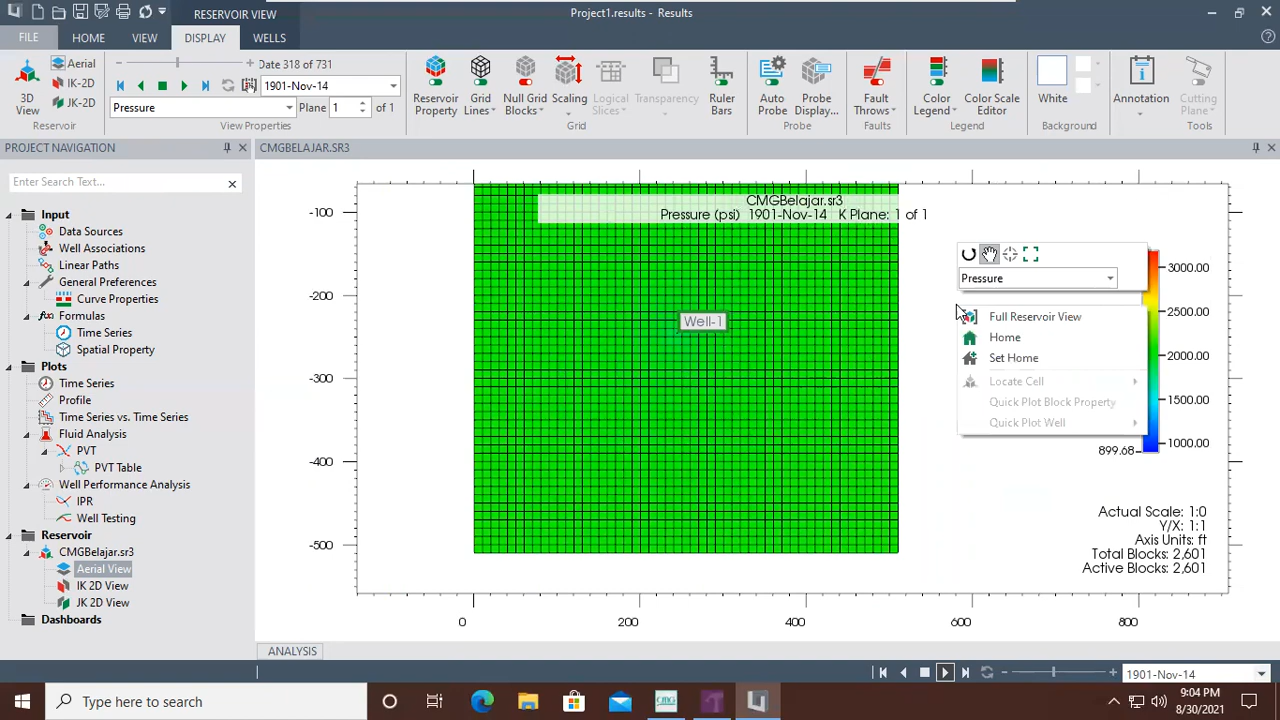 RESERVOIR VIEW
Project1.results - Results
FILE
HOME
VIEW
DISPLAY
WELLS
3D View
Aerial
IK-2D
JK-2D
Reservoir
Date 318 of 731
1901-Nov-14
Pressure
Plane 1 of 1
View Properties
Reservoir Property
Grid Lines
Null Grid Blocks
Scaling
Logical Slices
Transparency
Ruler Bars
Grid
Auto Probe
Probe Display...
Probe
Fault Throws
Faults
Color Legend
Color Scale Editor
Legend
White
Background
Annotation
Cutting Plane
Tools
PROJECT NAVIGATION
CMGBELAJAR.SR3
Enter Search Text...
Input
Data Sources
Well Associations
Linear Paths
General Preferences
Curve Properties
Formulas
Time Series
Spatial Property
Plots
Time Series
Profile
Time Series vs. Time Series
Fluid Analysis
PVT
PVT Table
Well Performance Analysis
IPR
Well Testing
Reservoir
CMGBelajar.sr3
Aerial View
IK 2D View
JK 2D View
Dashboards
CMGBelajar.sr3
Pressure (psi) 1901-Nov-14 K Plane: 1 of 1
-100
-200
-300
-400
-500
0
200
400
600
800
Well-1
Pressure
Full Reservoir View
Home
Set Home
Locate Cell
Quick Plot Block Property
Quick Plot Well
3000.00
2500.00
2000.00
1500.00
1000.00
899.68
Actual Scale: 1:0
Y/X: 1:1
Axis Units: ft
Total Blocks: 2,601
Active Blocks: 2,601
ANALYSIS
1901-Nov-14
Type here to search
cmg
9:04 PM
8/30/2021